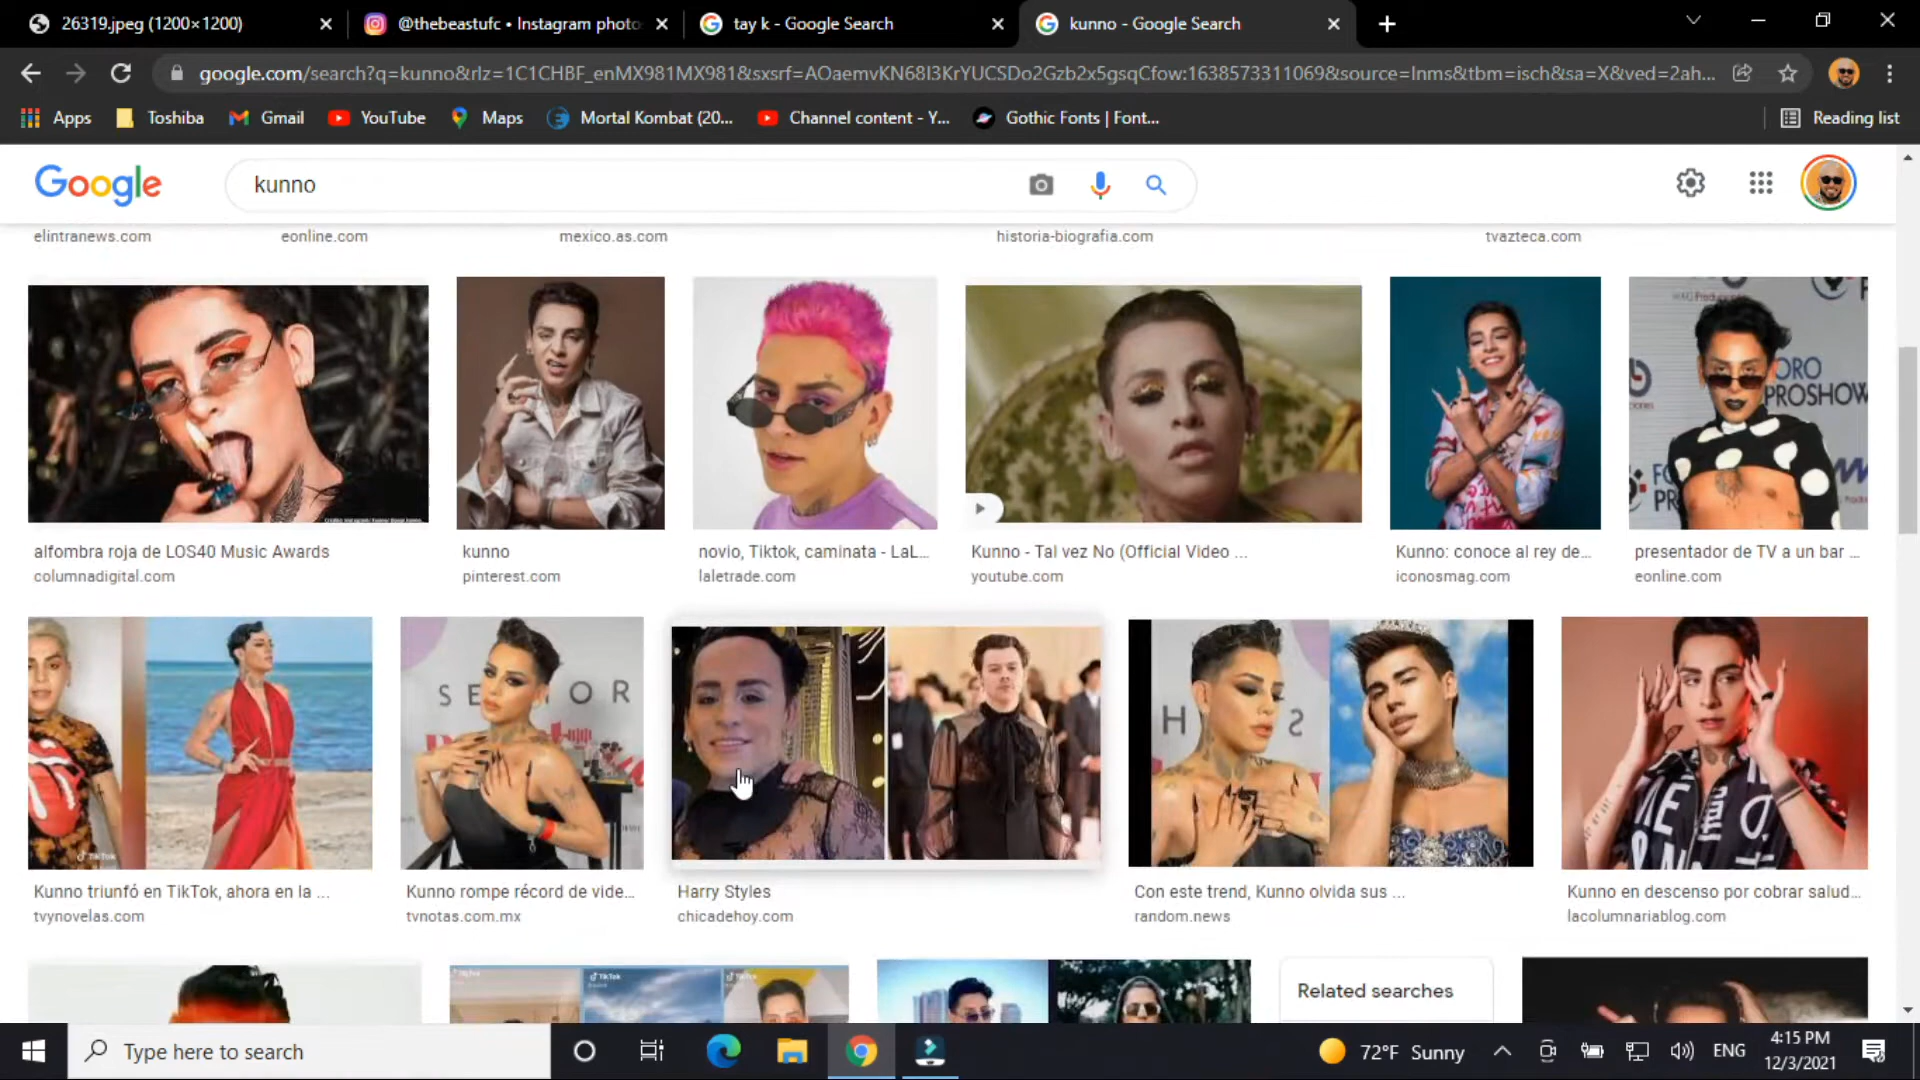 26319.jpeg (1200×1200)
@thebeastufc • Instagram photo
tay k - Google Search
kunno - Google Search
google.com/search?q=kunno&rlz=1C1CHBF_enMX981MX981&sxsrf=AOaemvKN68I3KrYUCSDo2Gzb2x5gsqCfow:1638573311069&source=lnms&tbm=isch&sa=X&ved=2ah...
Apps
Toshiba
Gmail
YouTube
Maps
Mortal Kombat (20...
Channel content - Y...
Gothic Fonts | Font...
Reading list
Google
kunno
elintranews.com
eonline.com
mexico.as.com
historia-biografia.com
tvazteca.com
ORO
PROSHOW
alfombra roja de LOS40 Music Awards
columnadigital.com
kunno
pinterest.com
novio, Tiktok, caminata - LaL...
laletrade.com
Kunno - Tal vez No (Official Video ...
youtube.com
Kunno: conoce al rey de...
iconosmag.com
presentador de TV a un bar ...
eonline.com
TikTok
SE OR
H S
Kunno triunfó en TikTok, ahora en la ...
tvynovelas.com
Kunno rompe récord de vide...
tvnotas.com.mx
Harry Styles
chicadehoy.com
Con este trend, Kunno olvida sus ...
random.news
Kunno en descenso por cobrar salud...
lacolumnariablog.com
TikTok
TikTok
Related searches
Type here to search
72°F Sunny
ENG
4:15 PM
12/3/2021